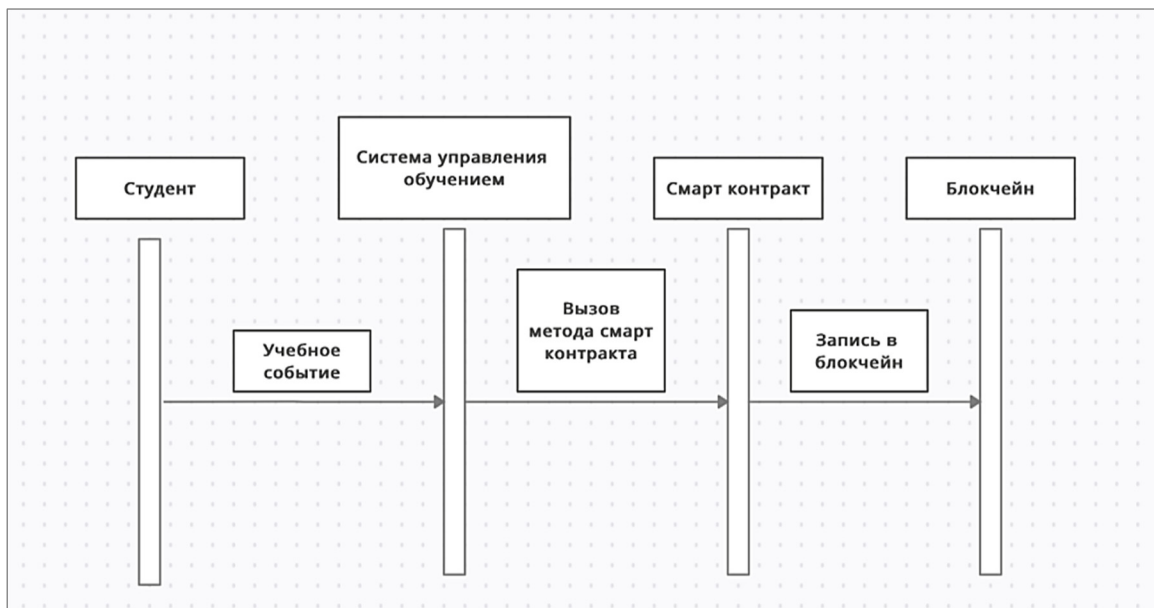 Студент
Система управления
обучением
Смарт контракт
Блокчейн
Учебное
событие
Вызов
метода смарт
контракта
Запись в
блокчейн